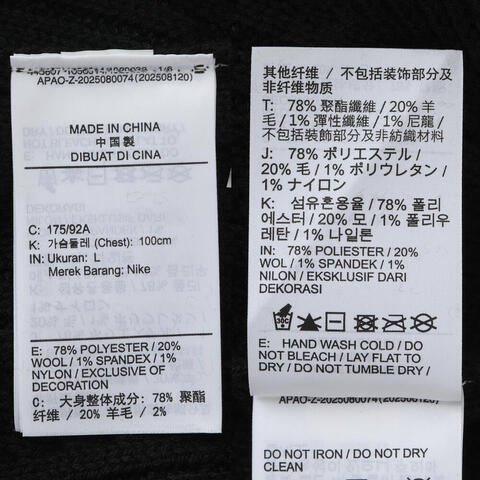 APAO-Z-2025080074 (202508120)
MADE IN CHINA
中国製
DIBUAT DI CINA
C: 175/92A
K: 가슴둘레 (Chest): 100cm
IN: Ukuran: L
Merek Barang: Nike
E: 78% POLYESTER / 20%
WOOL / 1% SPANDEX / 1%
NYLON / EXCLUSIVE OF
DECORATION
C: 大身整体成分: 78% 聚酯
纤维 / 20% 羊毛 / 2%
其他纤维 / 不包括装饰部分及
非纤维物质
T: 78% 聚酯纖維 / 20% 羊
毛 / 1% 彈性纖維 / 1% 尼龍 /
不包括裝飾部分及非紡織材料
J: 78% ポリエステル /
20% 毛 / 1% ポリウレタン /
1% ナイロン
K: 섬유혼용율 / 78% 폴리
에스터 / 20% 모 / 1% 폴리우
레탄 / 1% 나일론
IN: 78% POLIESTER / 20%
WOL / 1% SPANDEKS / 1%
NILON / EKSKLUSIF DARI
DEKORASI
30C
E: HAND WASH COLD / DO
NOT BLEACH / LAY FLAT TO
DRY / DO NOT TUMBLE DRY /
APAO-Z-2025080074 (202508120)
DO NOT IRON / DO NOT DRY
CLEAN